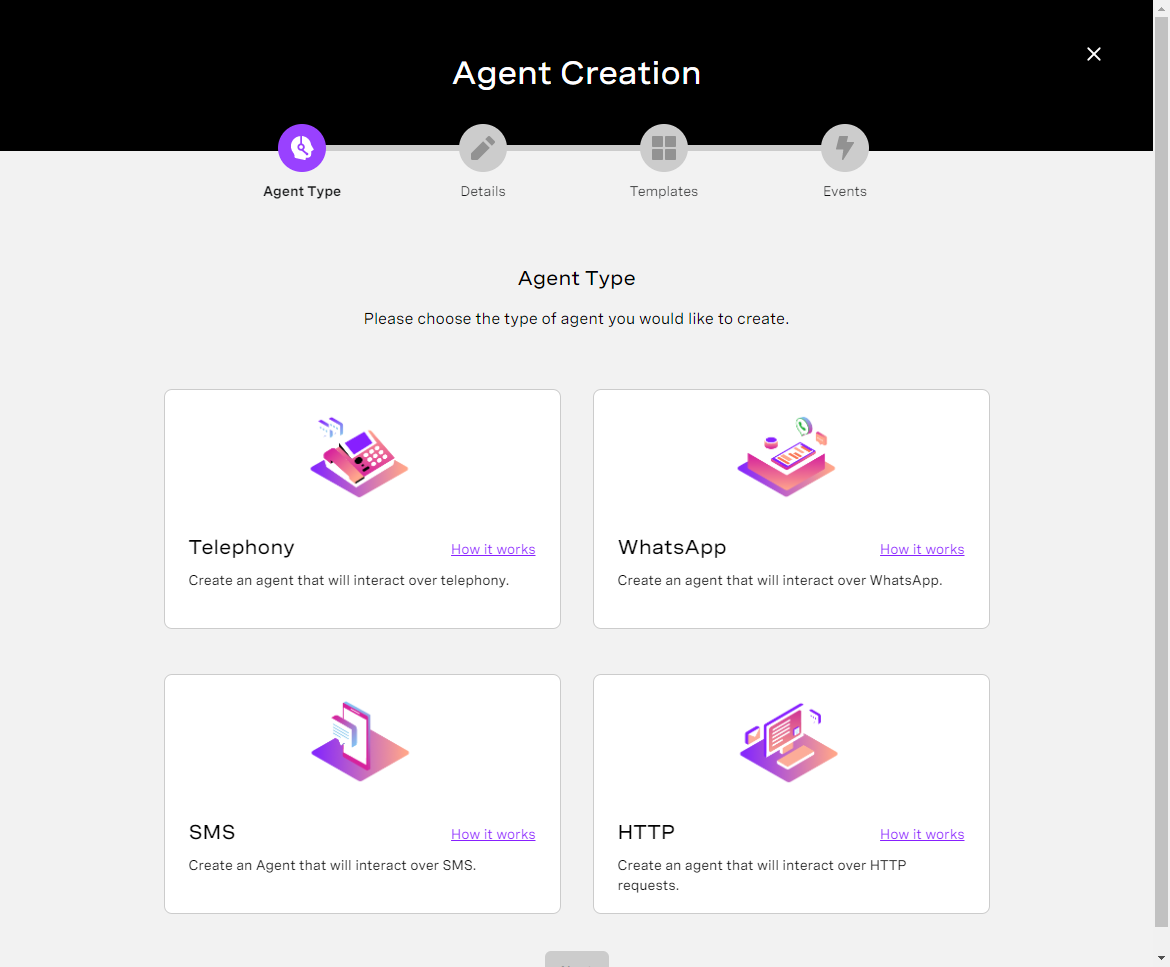 Agent Creation
Agent Type
Details
Templates
Events
Agent Type
Please choose the type of agent you would like to create.
Telephony
How it works
Create an agent that will interact over telephony.
WhatsApp
How it works
Create an agent that will interact over WhatsApp.
SMS
How it works
Create an Agent that will interact over SMS.
HTTP
How it works
Create an agent that will interact over HTTP
requests.